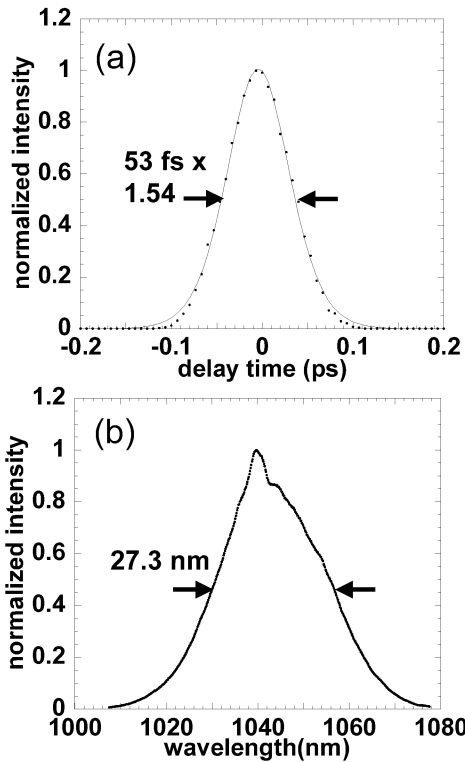 1.2
(a)
1
0.8
0.6
53 fs x
1.54
0.4
0.2
0
normalized intensity
-0.2 -0.1 0 0.1 0.2
delay time (ps)
1.2
(b)
1
0.8
0.6
27.3 nm
0.4
0.2
0
normalized intensity
1000 1020 1040 1060 1080
wavelength(nm)